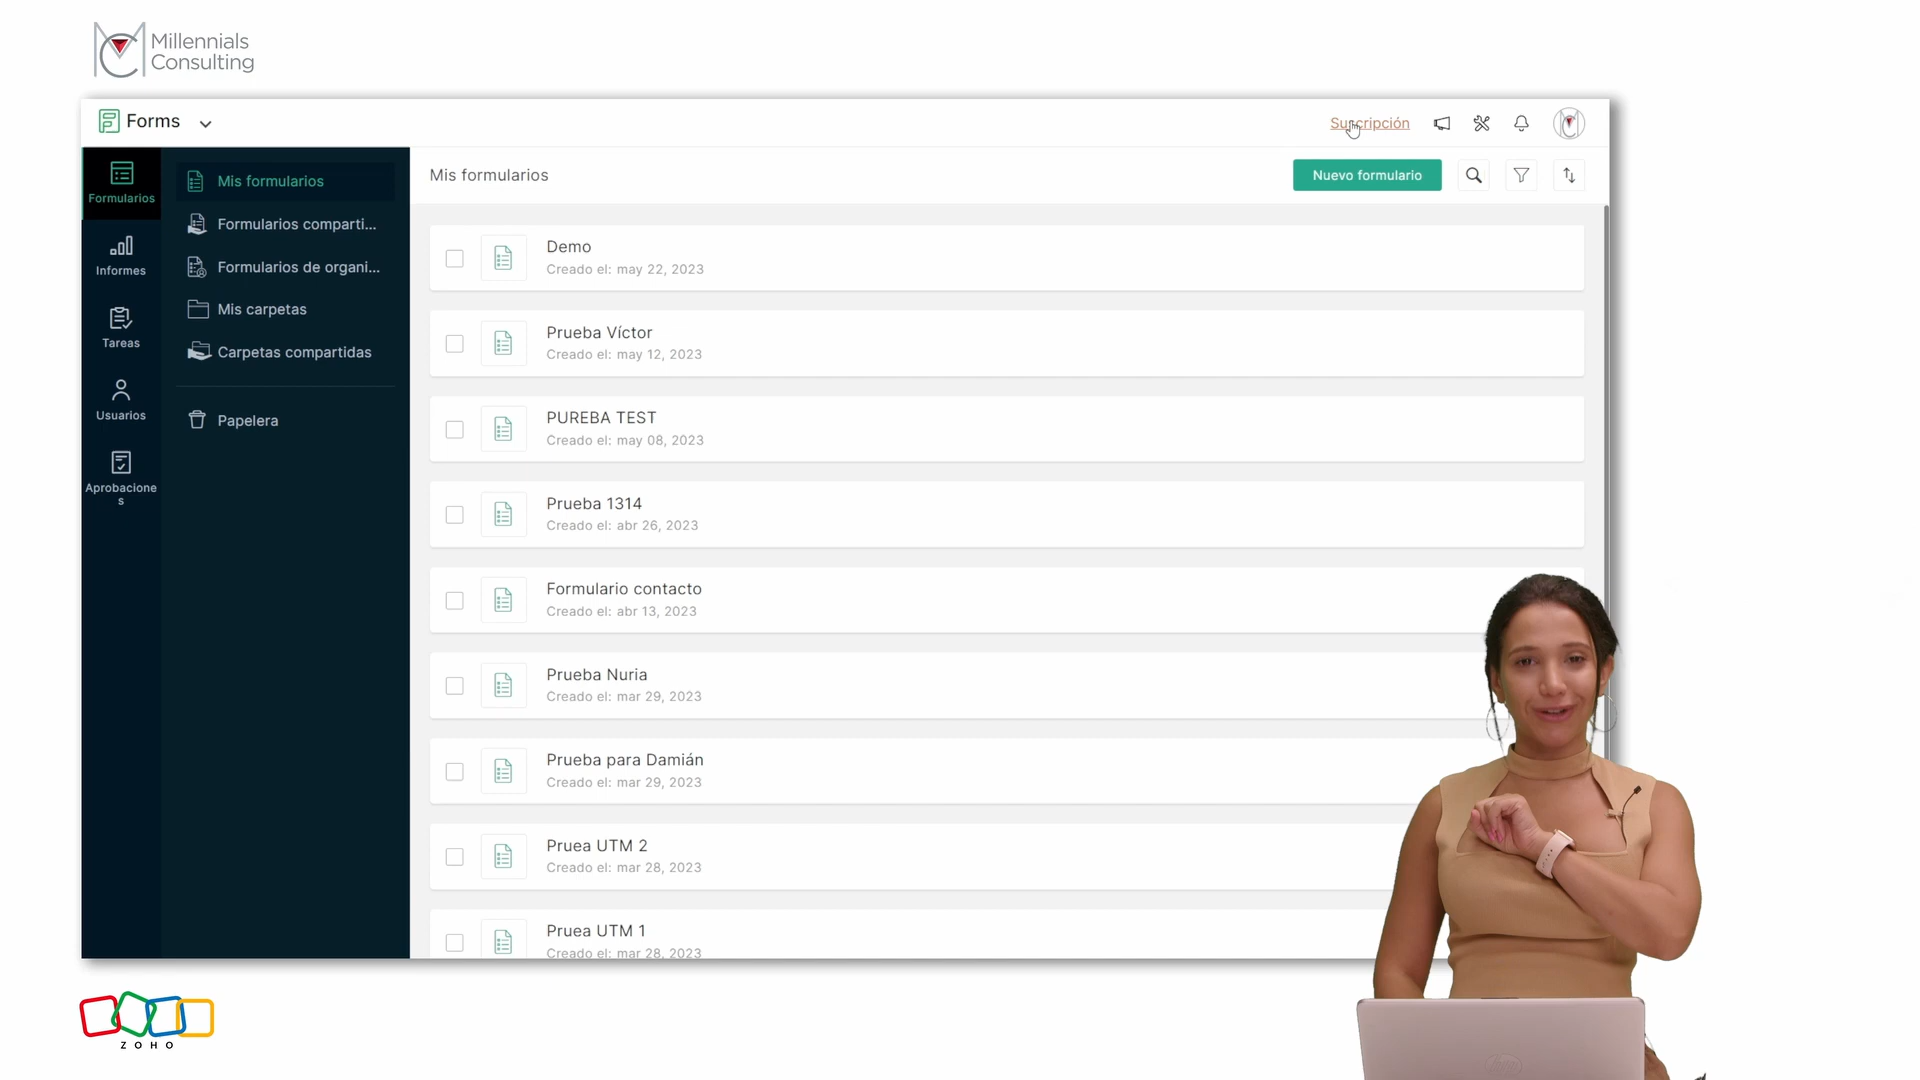 Millennials
Consulting
Forms
Suscripción
Formularios
Informes
Tareas
Usuarios
Aprobacione
s
Mis formularios
Formularios comparti...
Formularios de organi...
Mis carpetas
Carpetas compartidas
Papelera
Mis formularios
Nuevo formulario
Demo
Creado el: may 22, 2023
Prueba Víctor
Creado el: may 12, 2023
PUREBA TEST
Creado el: may 08, 2023
Prueba 1314
Creado el: abr 26, 2023
Formulario contacto
Creado el: abr 13, 2023
Prueba Nuria
Creado el: mar 29, 2023
Prueba para Damián
Creado el: mar 29, 2023
Pruea UTM 2
Creado el: mar 28, 2023
Pruea UTM 1
Creado el: mar 28, 2023
ZOHO
hp